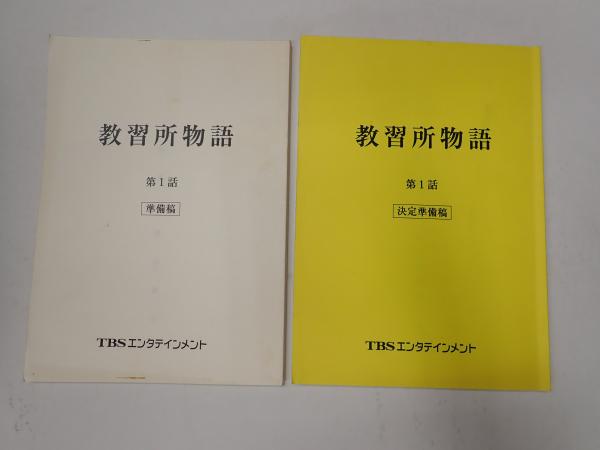 教習所物語
第1話
準備稿
TBSエンタテインメント
教習所物語
第1話
決定準備稿
TBSエンタテインメント